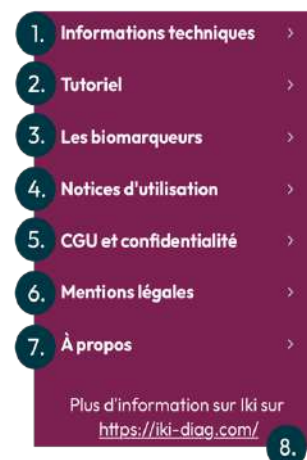 1. Informations techniques >
2. Tutoriel >
3. Les biomarqueurs >
4. Notices d'utilisation >
5. CGU et confidentialité >
6. Mentions légales >
7. À propos >
Plus d'information sur Iki sur
https://iki-diag.com/
8.